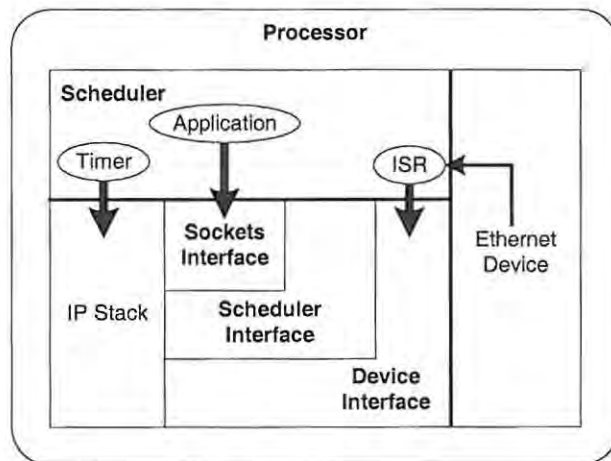 Processor
Scheduler
Application
Timer
ISR
Sockets
Interface
Ethernet
Device
IP Stack
Scheduler
Interface
Device
Interface